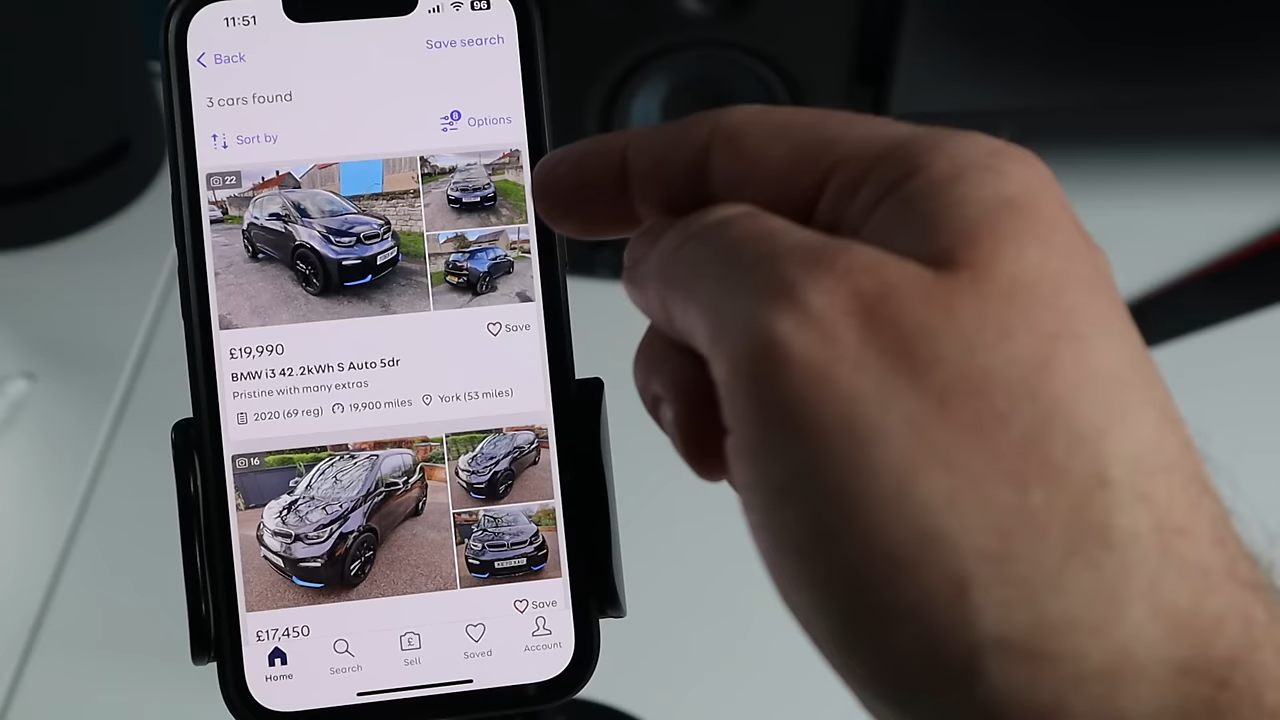 11:51
96
Back
Save search
3 cars found
Sort by
8
Options
22
Save
£19,990
BMW i3 42.2kWh S Auto 5dr
Pristine with many extras
2020 (69 reg)
19,900 miles
York (53 miles)
16
Save
£17,450
Home
Search
Sell
Saved
Account